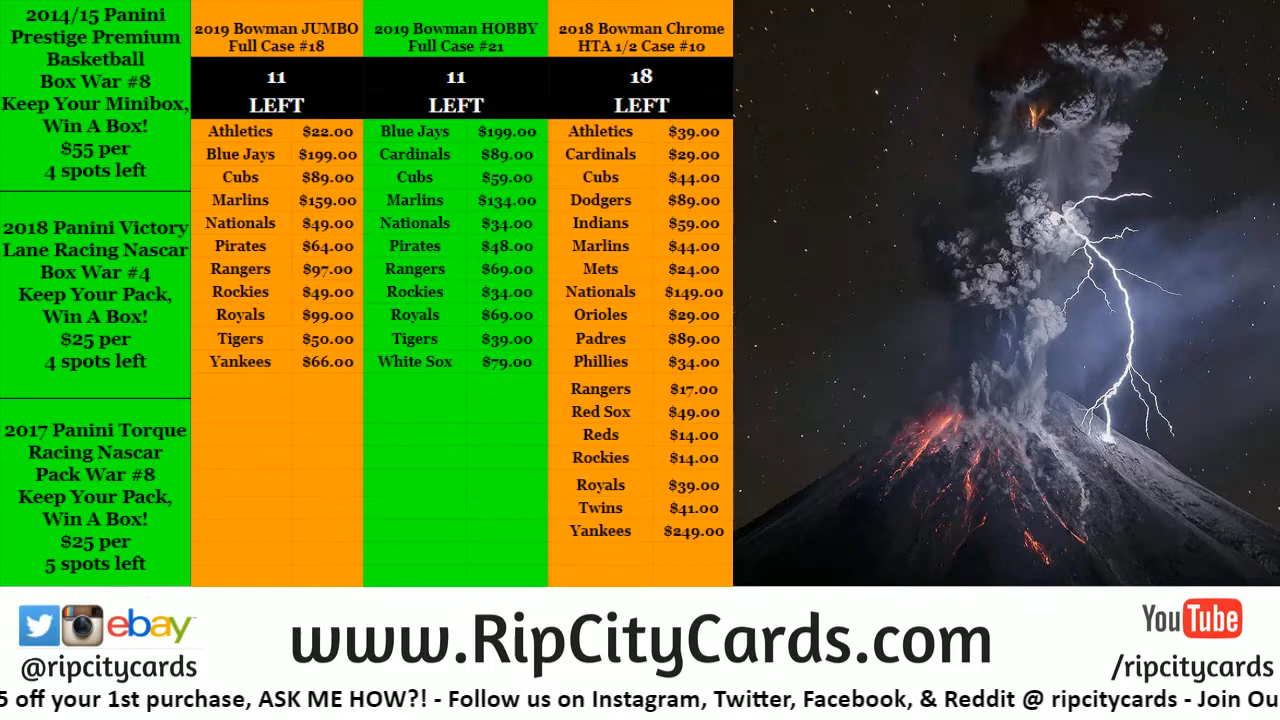 2014/15 Panini
Prestige Premium
Basketball
Box War #8
Keep Your Minibox,
Win A Box!
$55 per
4 spots left
2018 Panini Victory
Lane Racing Nascar
Box War #4
Keep Your Pack,
Win A Box!
$25 per
4 spots left
2017 Panini Torque
Racing Nascar
Pack War #8
Keep Your Pack,
Win A Box!
$25 per
5 spots left
2019 Bowman JUMBO
Full Case #18
11
LEFT
Athletics $22.00
Blue Jays $199.00
Cubs $89.00
Marlins $159.00
Nationals $49.00
Pirates $64.00
Rangers $97.00
Rockies $49.00
Royals $99.00
Tigers $50.00
Yankees $66.00
2019 Bowman HOBBY
Full Case #21
11
LEFT
Blue Jays $199.00
Cardinals $89.00
Cubs $59.00
Marlins $134.00
Nationals $34.00
Pirates $48.00
Rangers $69.00
Rockies $34.00
Royals $69.00
Tigers $39.00
White Sox $79.00
2018 Bowman Chrome
HTA 1/2 Case #10
18
LEFT
Athletics $39.00
Cardinals $29.00
Cubs $44.00
Dodgers $89.00
Indians $59.00
Marlins $44.00
Mets $24.00
Nationals $149.00
Orioles $29.00
Padres $89.00
Phillies $34.00
Rangers $17.00
Red Sox $49.00
Reds $14.00
Rockies $14.00
Royals $39.00
Twins $41.00
Yankees $249.00
ebay
@ripcitycards
www.RipCityCards.com
YouTube
/ripcitycards
5 off your 1st purchase, ASK ME HOW?! - Follow us on Instagram, Twitter, Facebook, & Reddit @ ripcitycards - Join Ou